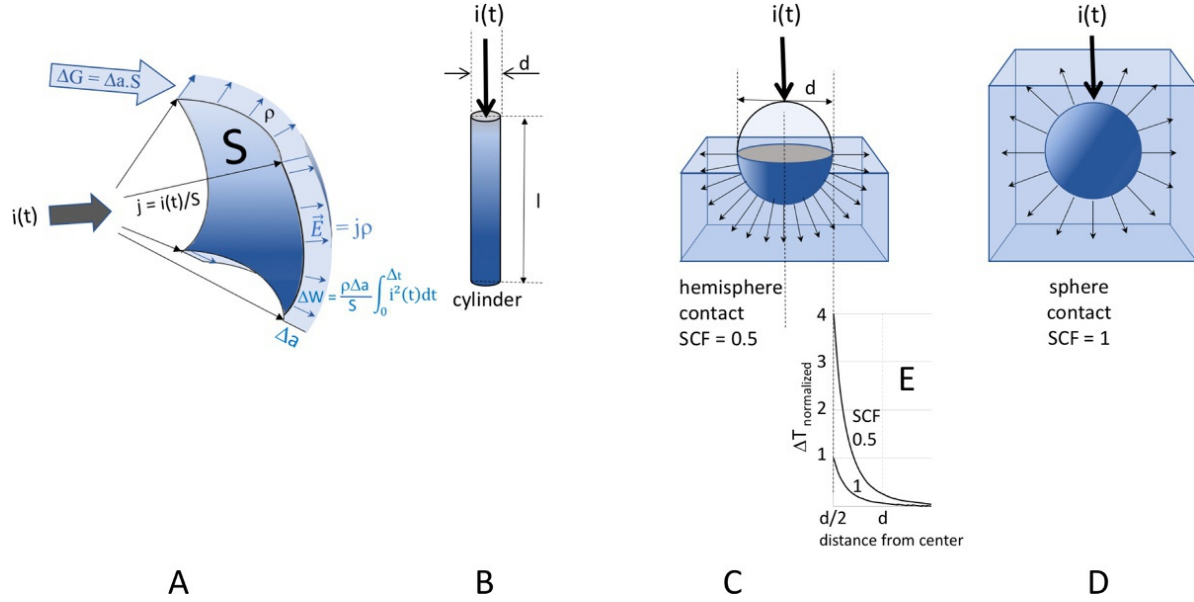 ΔG = Δa.S
ρ
S
i(t)
j = i(t)/S
E⃗ = jρ
ΔW = ρΔa/S ∫₀^Δt i²(t)dt
Δa
A
i(t)
d
l
cylinder
B
i(t)
d
hemisphere
contact
SCF = 0.5
4
3
2
1
ΔT normalized
E
SCF
0.5
1
d/2 d
distance from center
C
i(t)
sphere
contact
SCF = 1
D